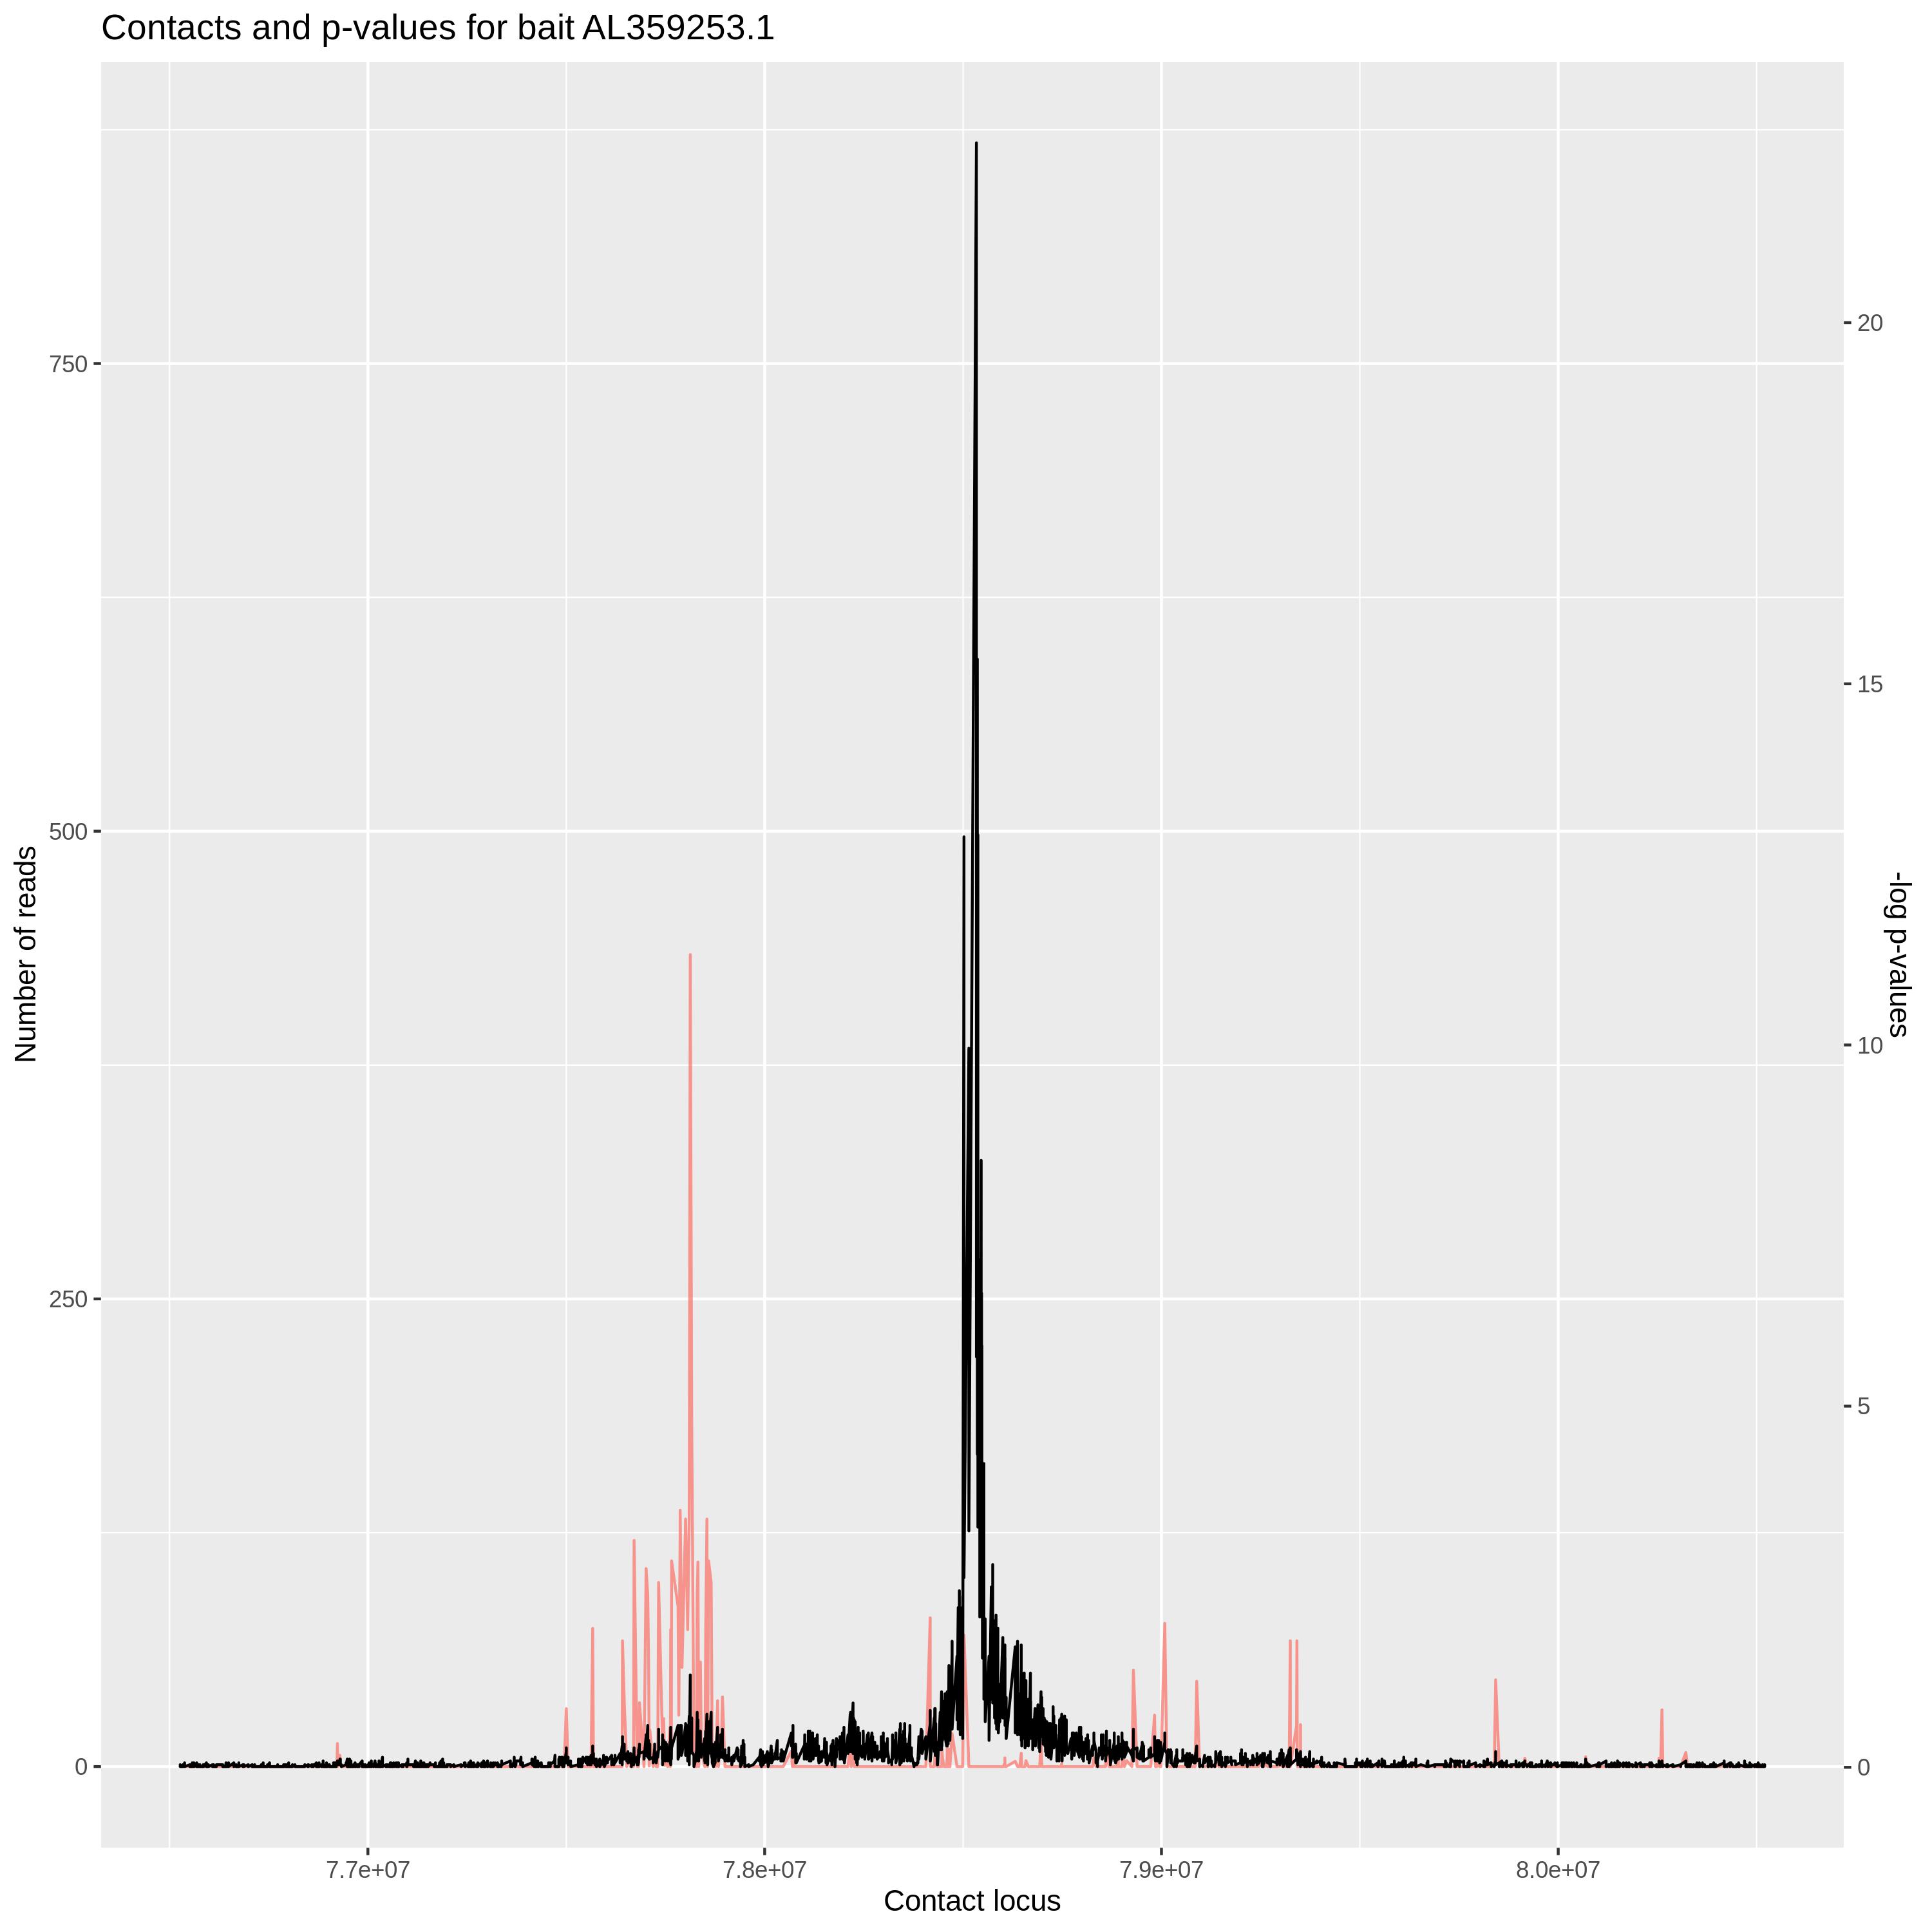 Contacts and p-values for bait AL359253.1
Number of reads
750
500
250
0
20
15
10
5
0
-log p-values
7.7e+07
7.8e+07
7.9e+07
8.0e+07
Contact locus